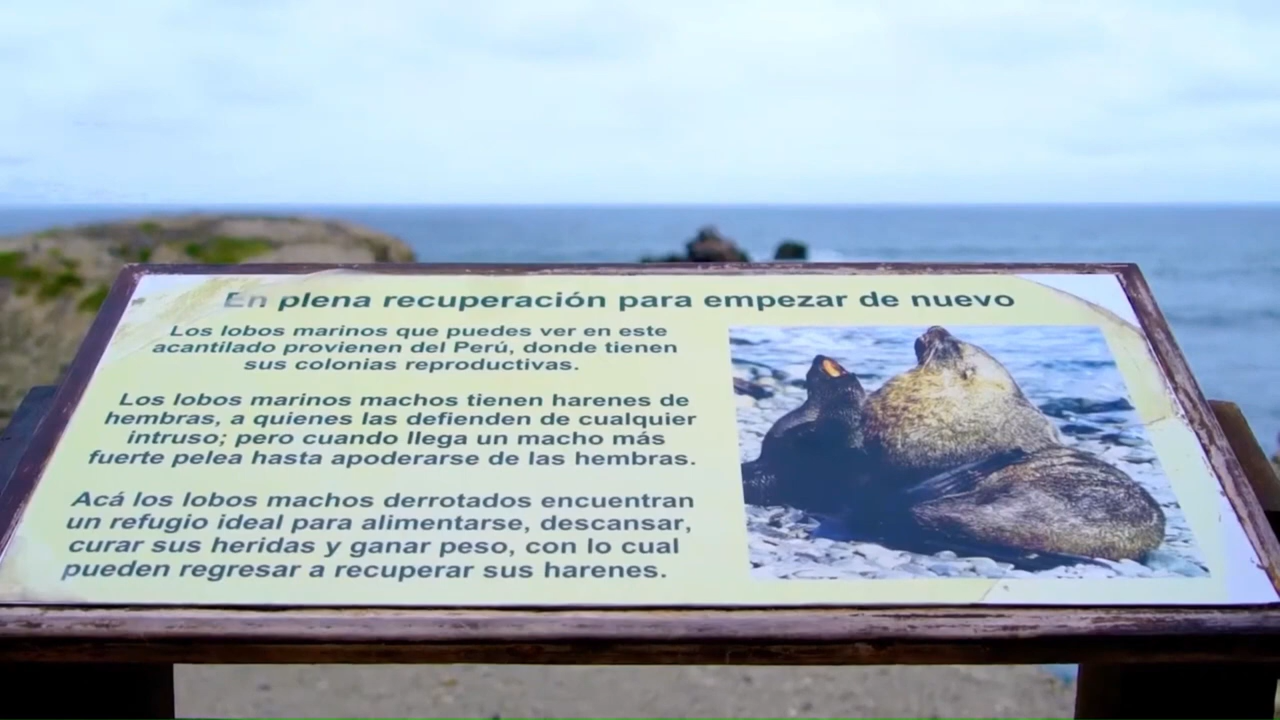 En plena recuperación para empezar de nuevo
Los lobos marinos que puedes ver en este
acantilado provienen del Perú, donde tienen
sus colonias reproductivas.
Los lobos marinos machos tienen harenes de
hembras, a quienes las defienden de cualquier
intruso; pero cuando llega un macho más
fuerte pelea hasta apoderarse de las hembras.
Acá los lobos machos derrotados encuentran
un refugio ideal para alimentarse, descansar,
curar sus heridas y ganar peso, con lo cual
pueden regresar a recuperar sus harenes.